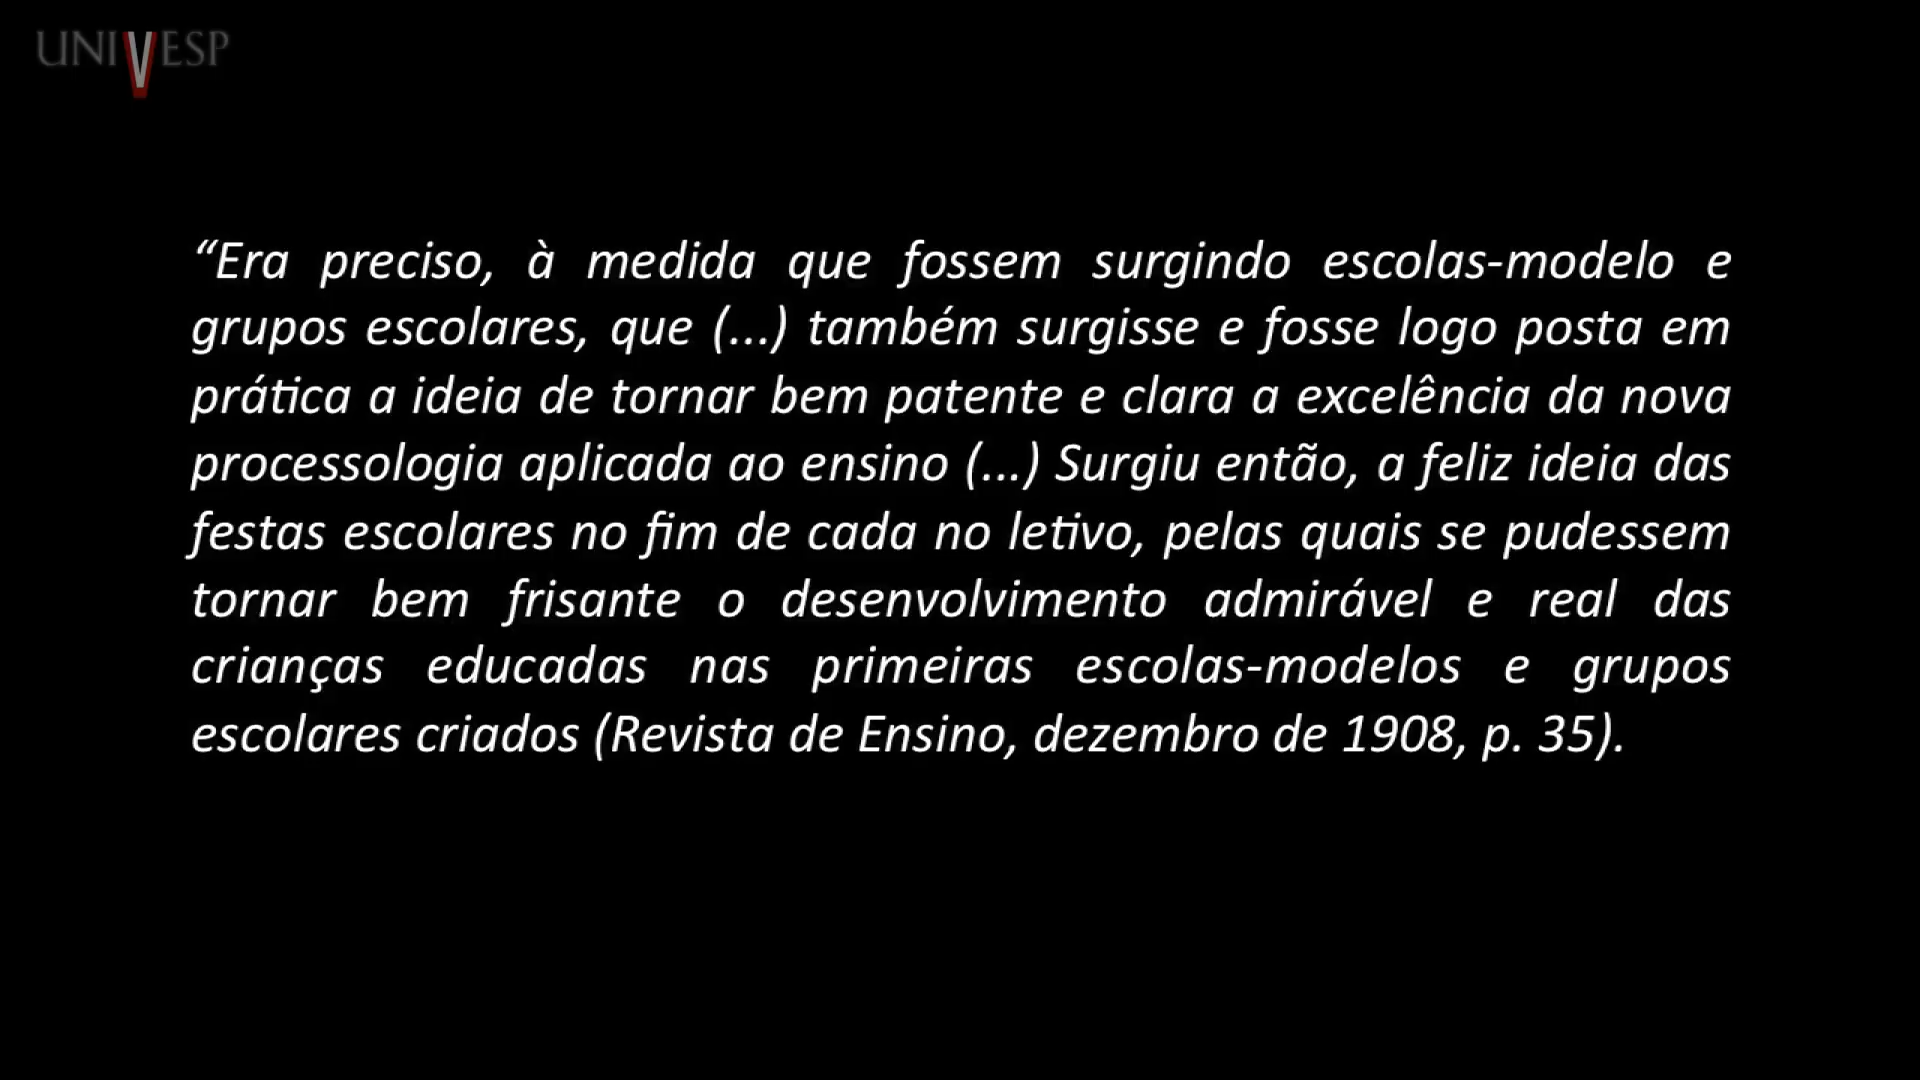 UNIVESP
“Era preciso, à medida que fossem surgindo escolas-modelo e
grupos escolares, que (...) também surgisse e fosse logo posta em
prática a ideia de tornar bem patente e clara a excelência da nova
processologia aplicada ao ensino (...) Surgiu então, a feliz ideia das
festas escolares no fim de cada no letivo, pelas quais se pudessem
tornar bem frisante o desenvolvimento admirável e real das
crianças educadas nas primeiras escolas-modelos e grupos
escolares criados (Revista de Ensino, dezembro de 1908, p. 35).